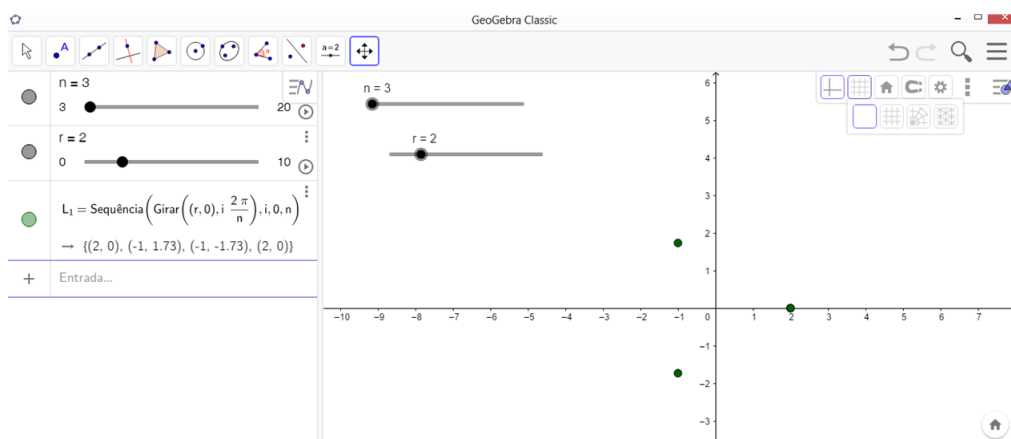 GeoGebra Classic
A
a=2
n = 3
3 20
r = 2
0 10
L₁ = Sequência(Girar((r, 0), i 2 π/n), i, 0, n)
→ {(2, 0), (-1, 1.73), (-1, -1.73), (2, 0)}
+ Entrada...
n = 3
r = 2
6
5
4
3
2
1
−10 −9 −8 −7 −6 −5 −4 −3 −2 −1 0 1 2 3 4 5 6 7
−1
−2
−3